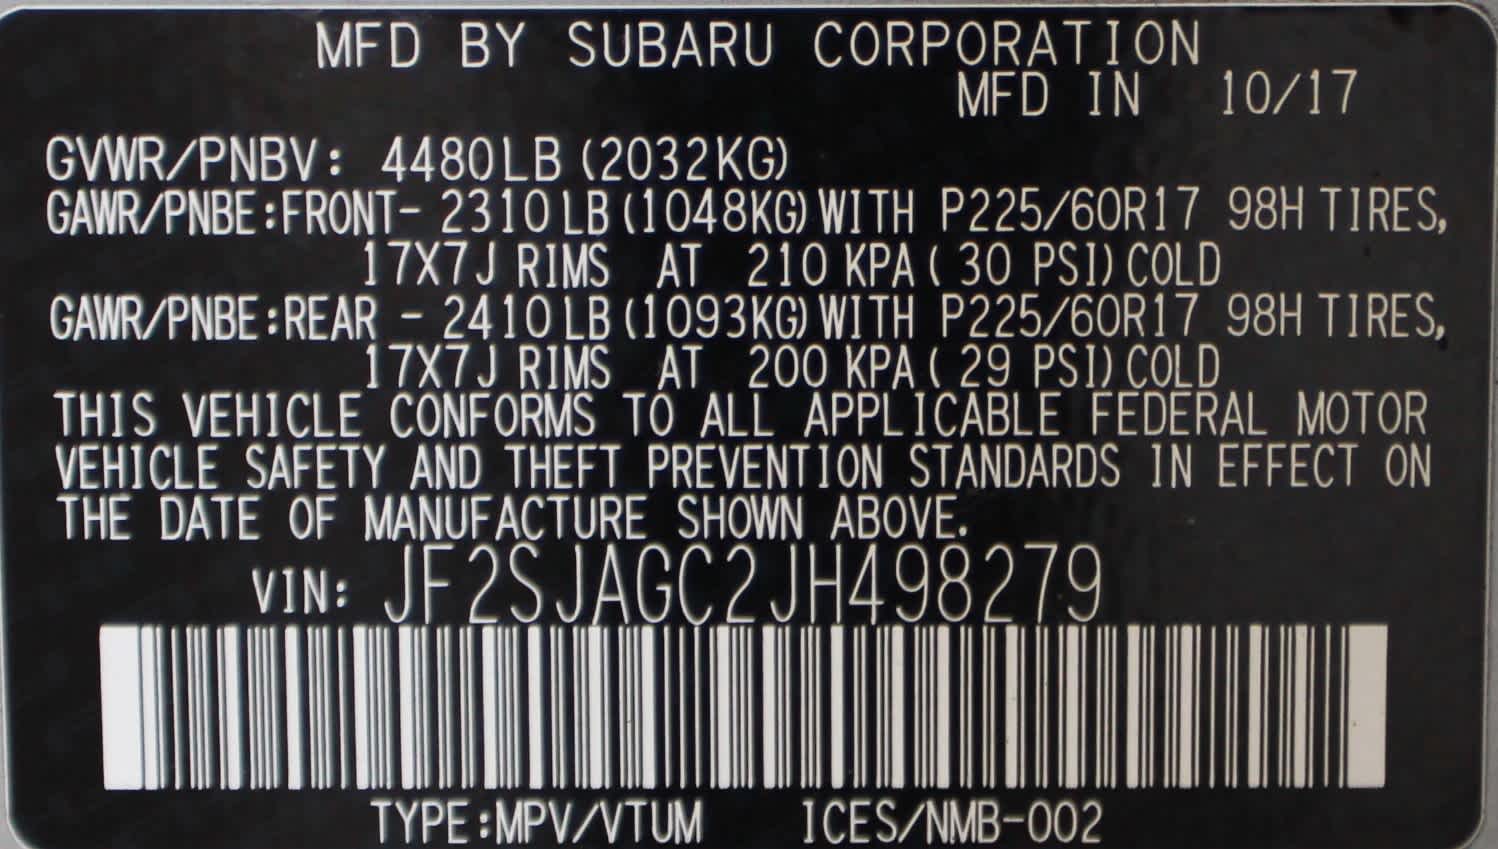 MFD BY SUBARU CORPORATION
MFD IN 10/17
GVWR/PNBV: 4480LB (2032KG)
GAWR/PNBE:FRONT- 2310LB (1048KG) WITH P225/60R17 98H TIRES,
17X7J RIMS AT 210 KPA ( 30 PSI) COLD
GAWR/PNBE:REAR - 2410LB (1093KG) WITH P225/60R17 98H TIRES,
17X7J RIMS AT 200 KPA ( 29 PSI) COLD
THIS VEHICLE CONFORMS TO ALL APPLICABLE FEDERAL MOTOR
VEHICLE SAFETY AND THEFT PREVENTION STANDARDS IN EFFECT ON
THE DATE OF MANUFACTURE SHOWN ABOVE.
VIN: JF2SJAGC2JH498279
TYPE:MPV/VTUM ICES/NMB-002